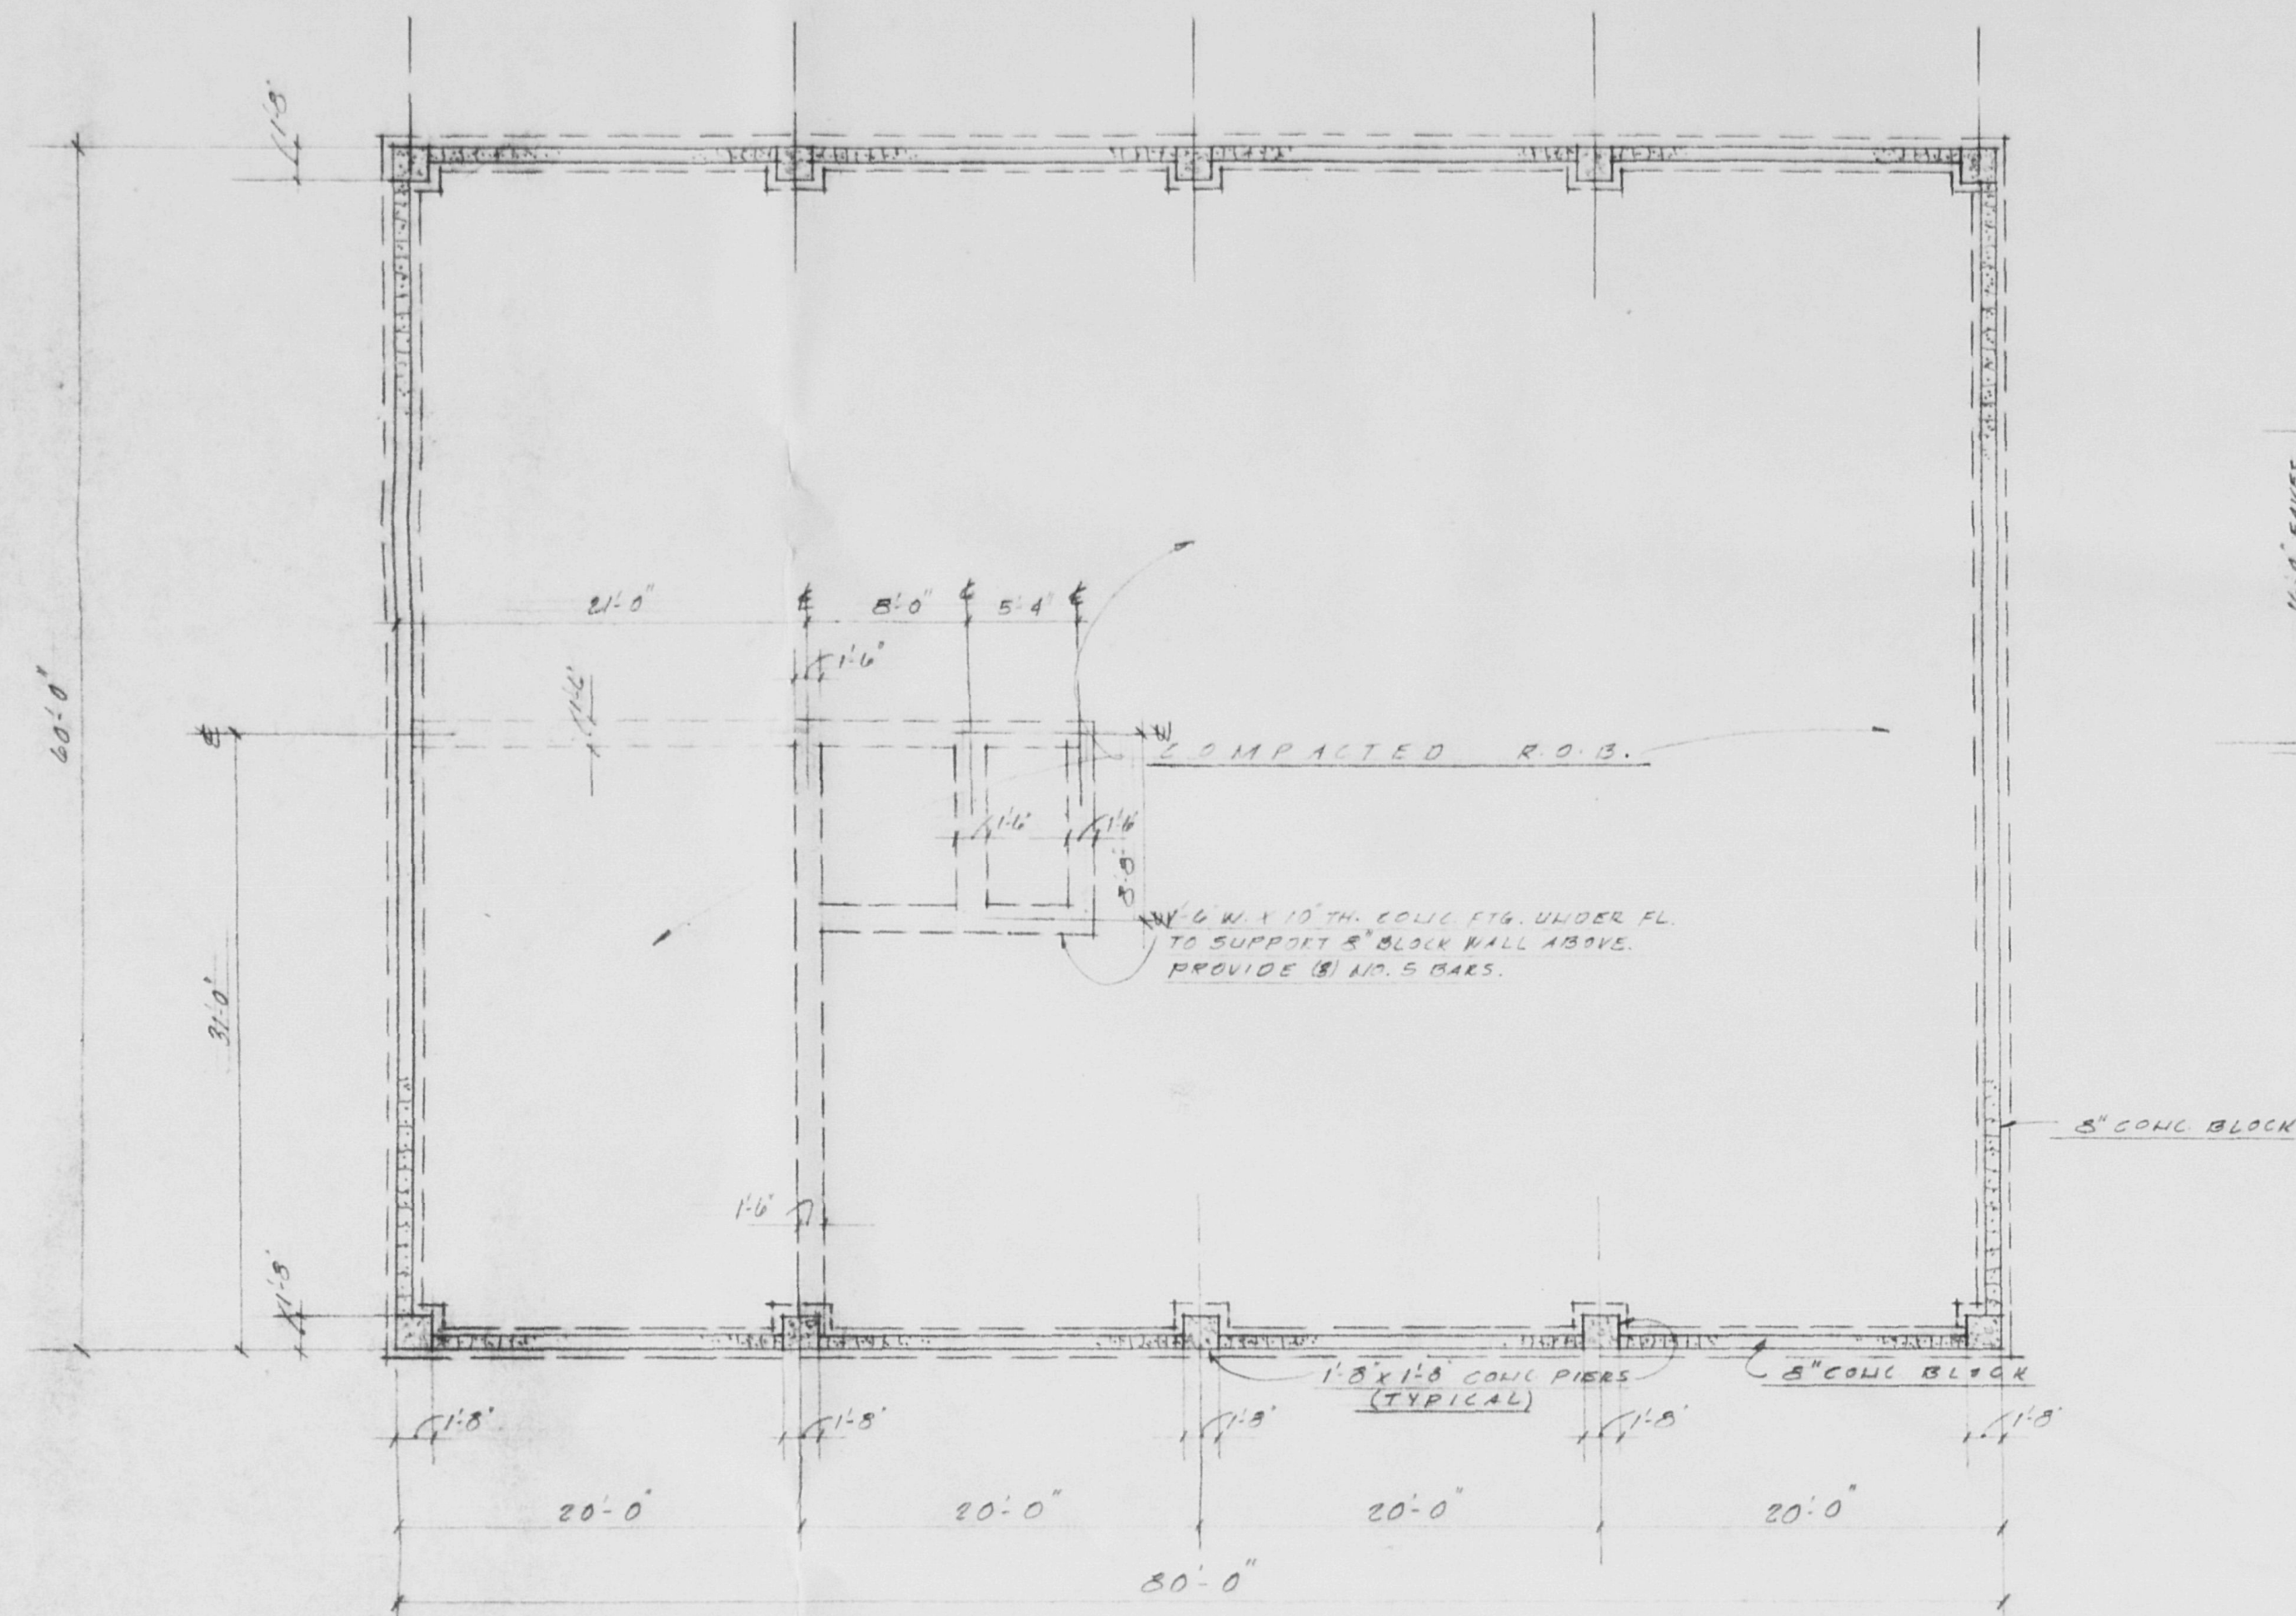 1'-8"
21'-0"
8'-0"
5'-4"
1'-6"
1'-6"
60'-0"
COMPACTED R.O.B.
1'-6"
1'-6"
8'-8"
1'-6" W. X 10" TH. CONC. FTG. UNDER FL.
TO SUPPORT 8" BLOCK WALL ABOVE.
PROVIDE (3) NO. 5 BARS.
31'-0"
8" CONC. BLOCK
1'-6"
1'-8"
1'-8" X 1'-8" CONC PIERS
(TYPICAL)
8" CONC BLOCK
1'-8" 1'-8" 1'-8" 1'-8" 1'-8"
20'-0" 20'-0" 20'-0" 20'-0"
80'-0"